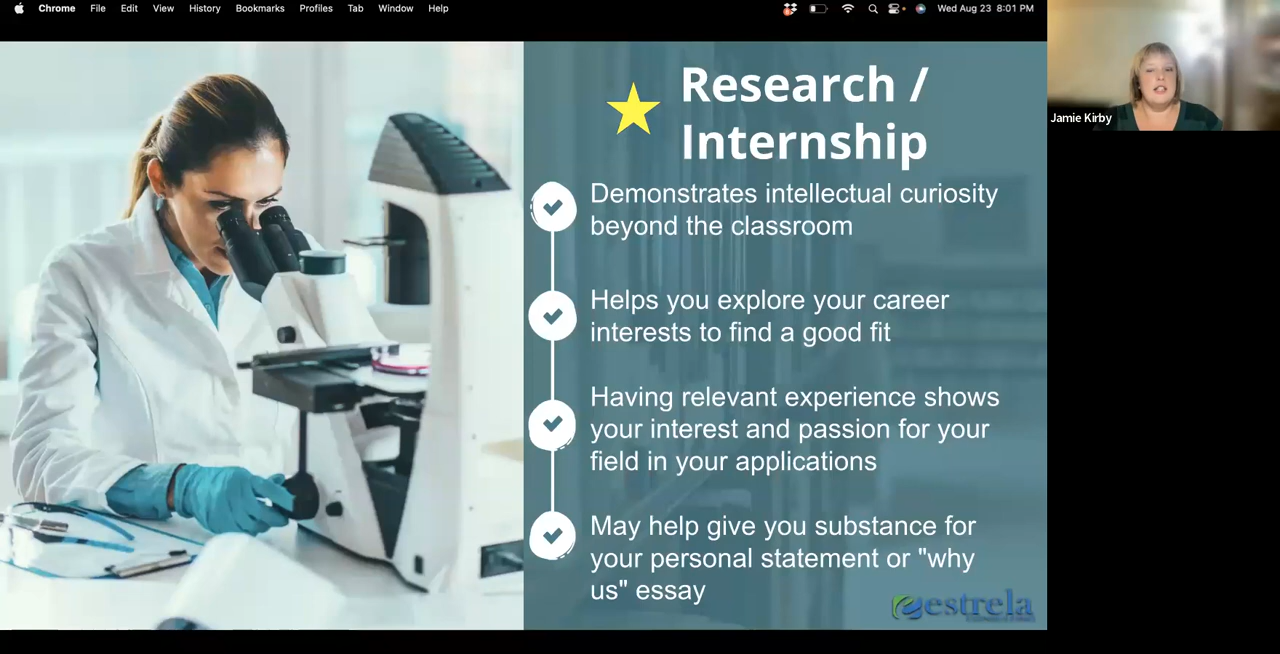 Chrome File Edit View History Bookmarks Profiles Tab Window Help
Wed Aug 23 8:01 PM
Jamie Kirby
Research /
Internship
Demonstrates intellectual curiosity
beyond the classroom
Helps you explore your career
interests to find a good fit
Having relevant experience shows
your interest and passion for your
field in your applications
May help give you substance for
your personal statement or "why
us" essay
estrela